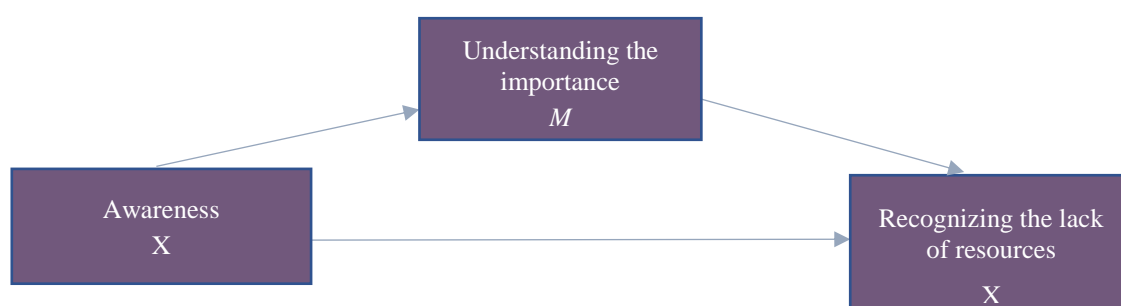 Understanding the
importance
M
Awareness
X
Recognizing the lack
of resources
X